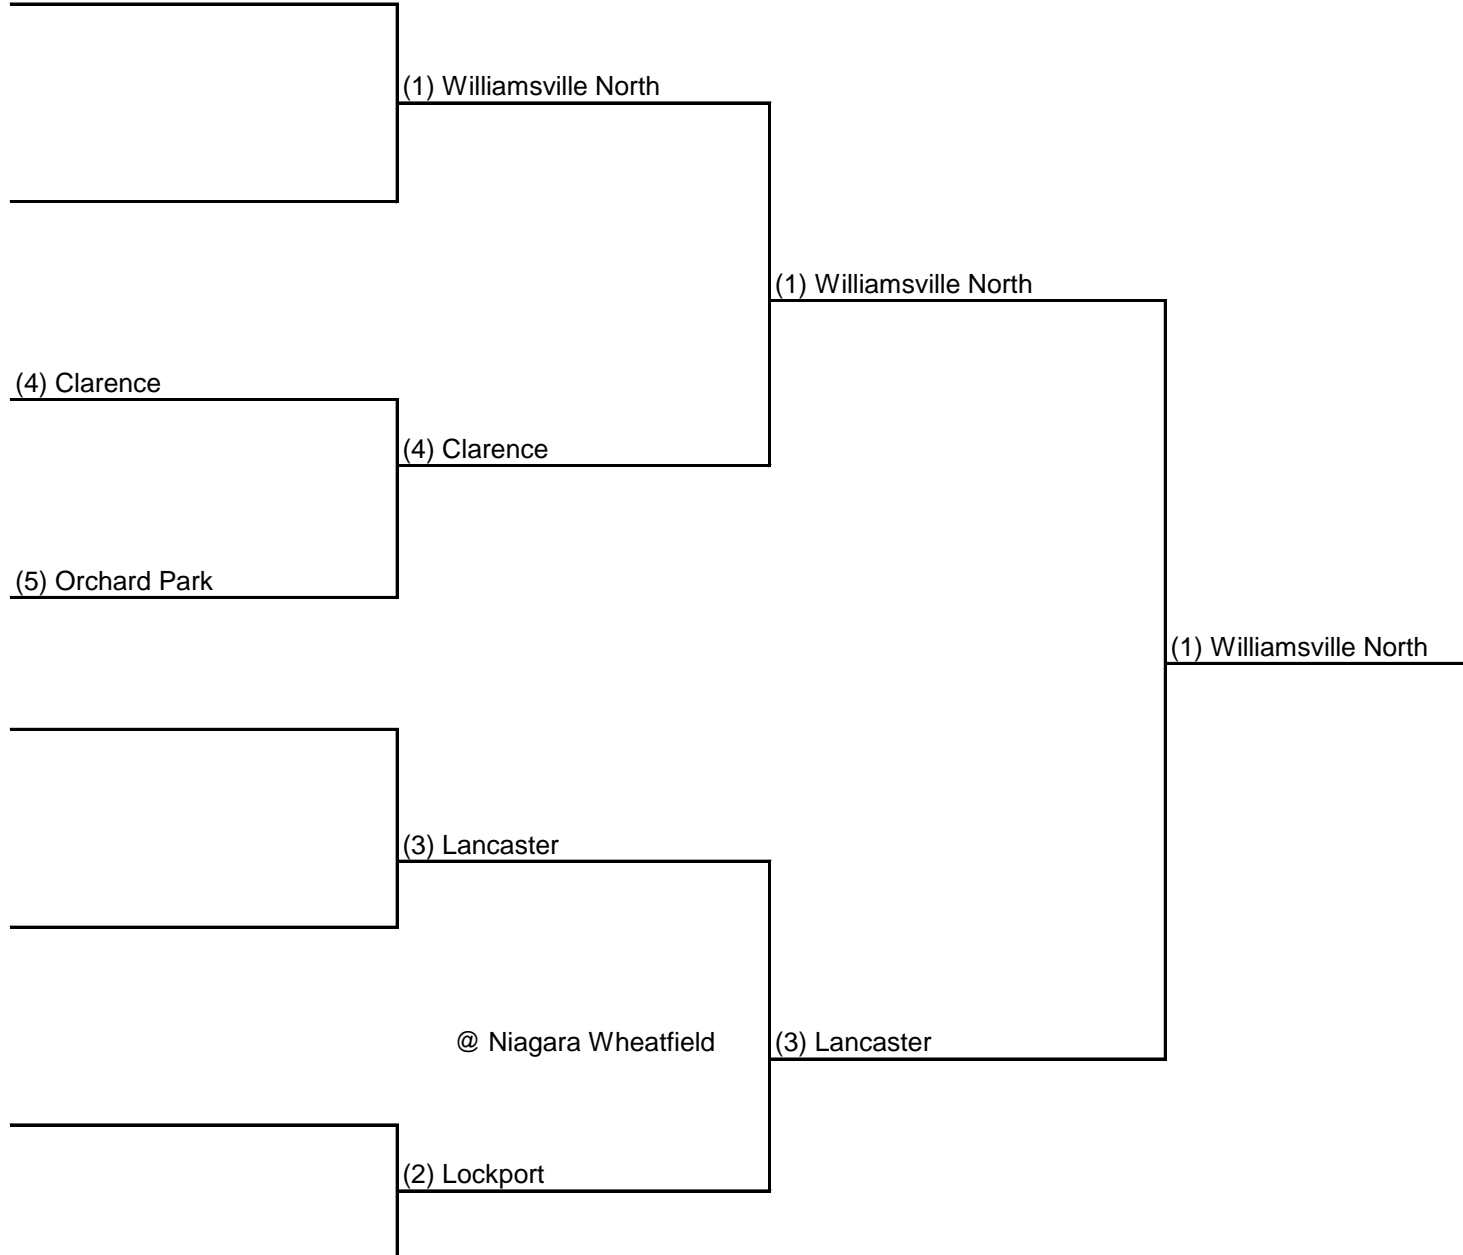 (1) Williamsville North
(1) Williamsville North
(4) Clarence
(4) Clarence
(5) Orchard Park
(1) Williamsville North
(3) Lancaster
@ Niagara Wheatfield
(3) Lancaster
(2) Lockport